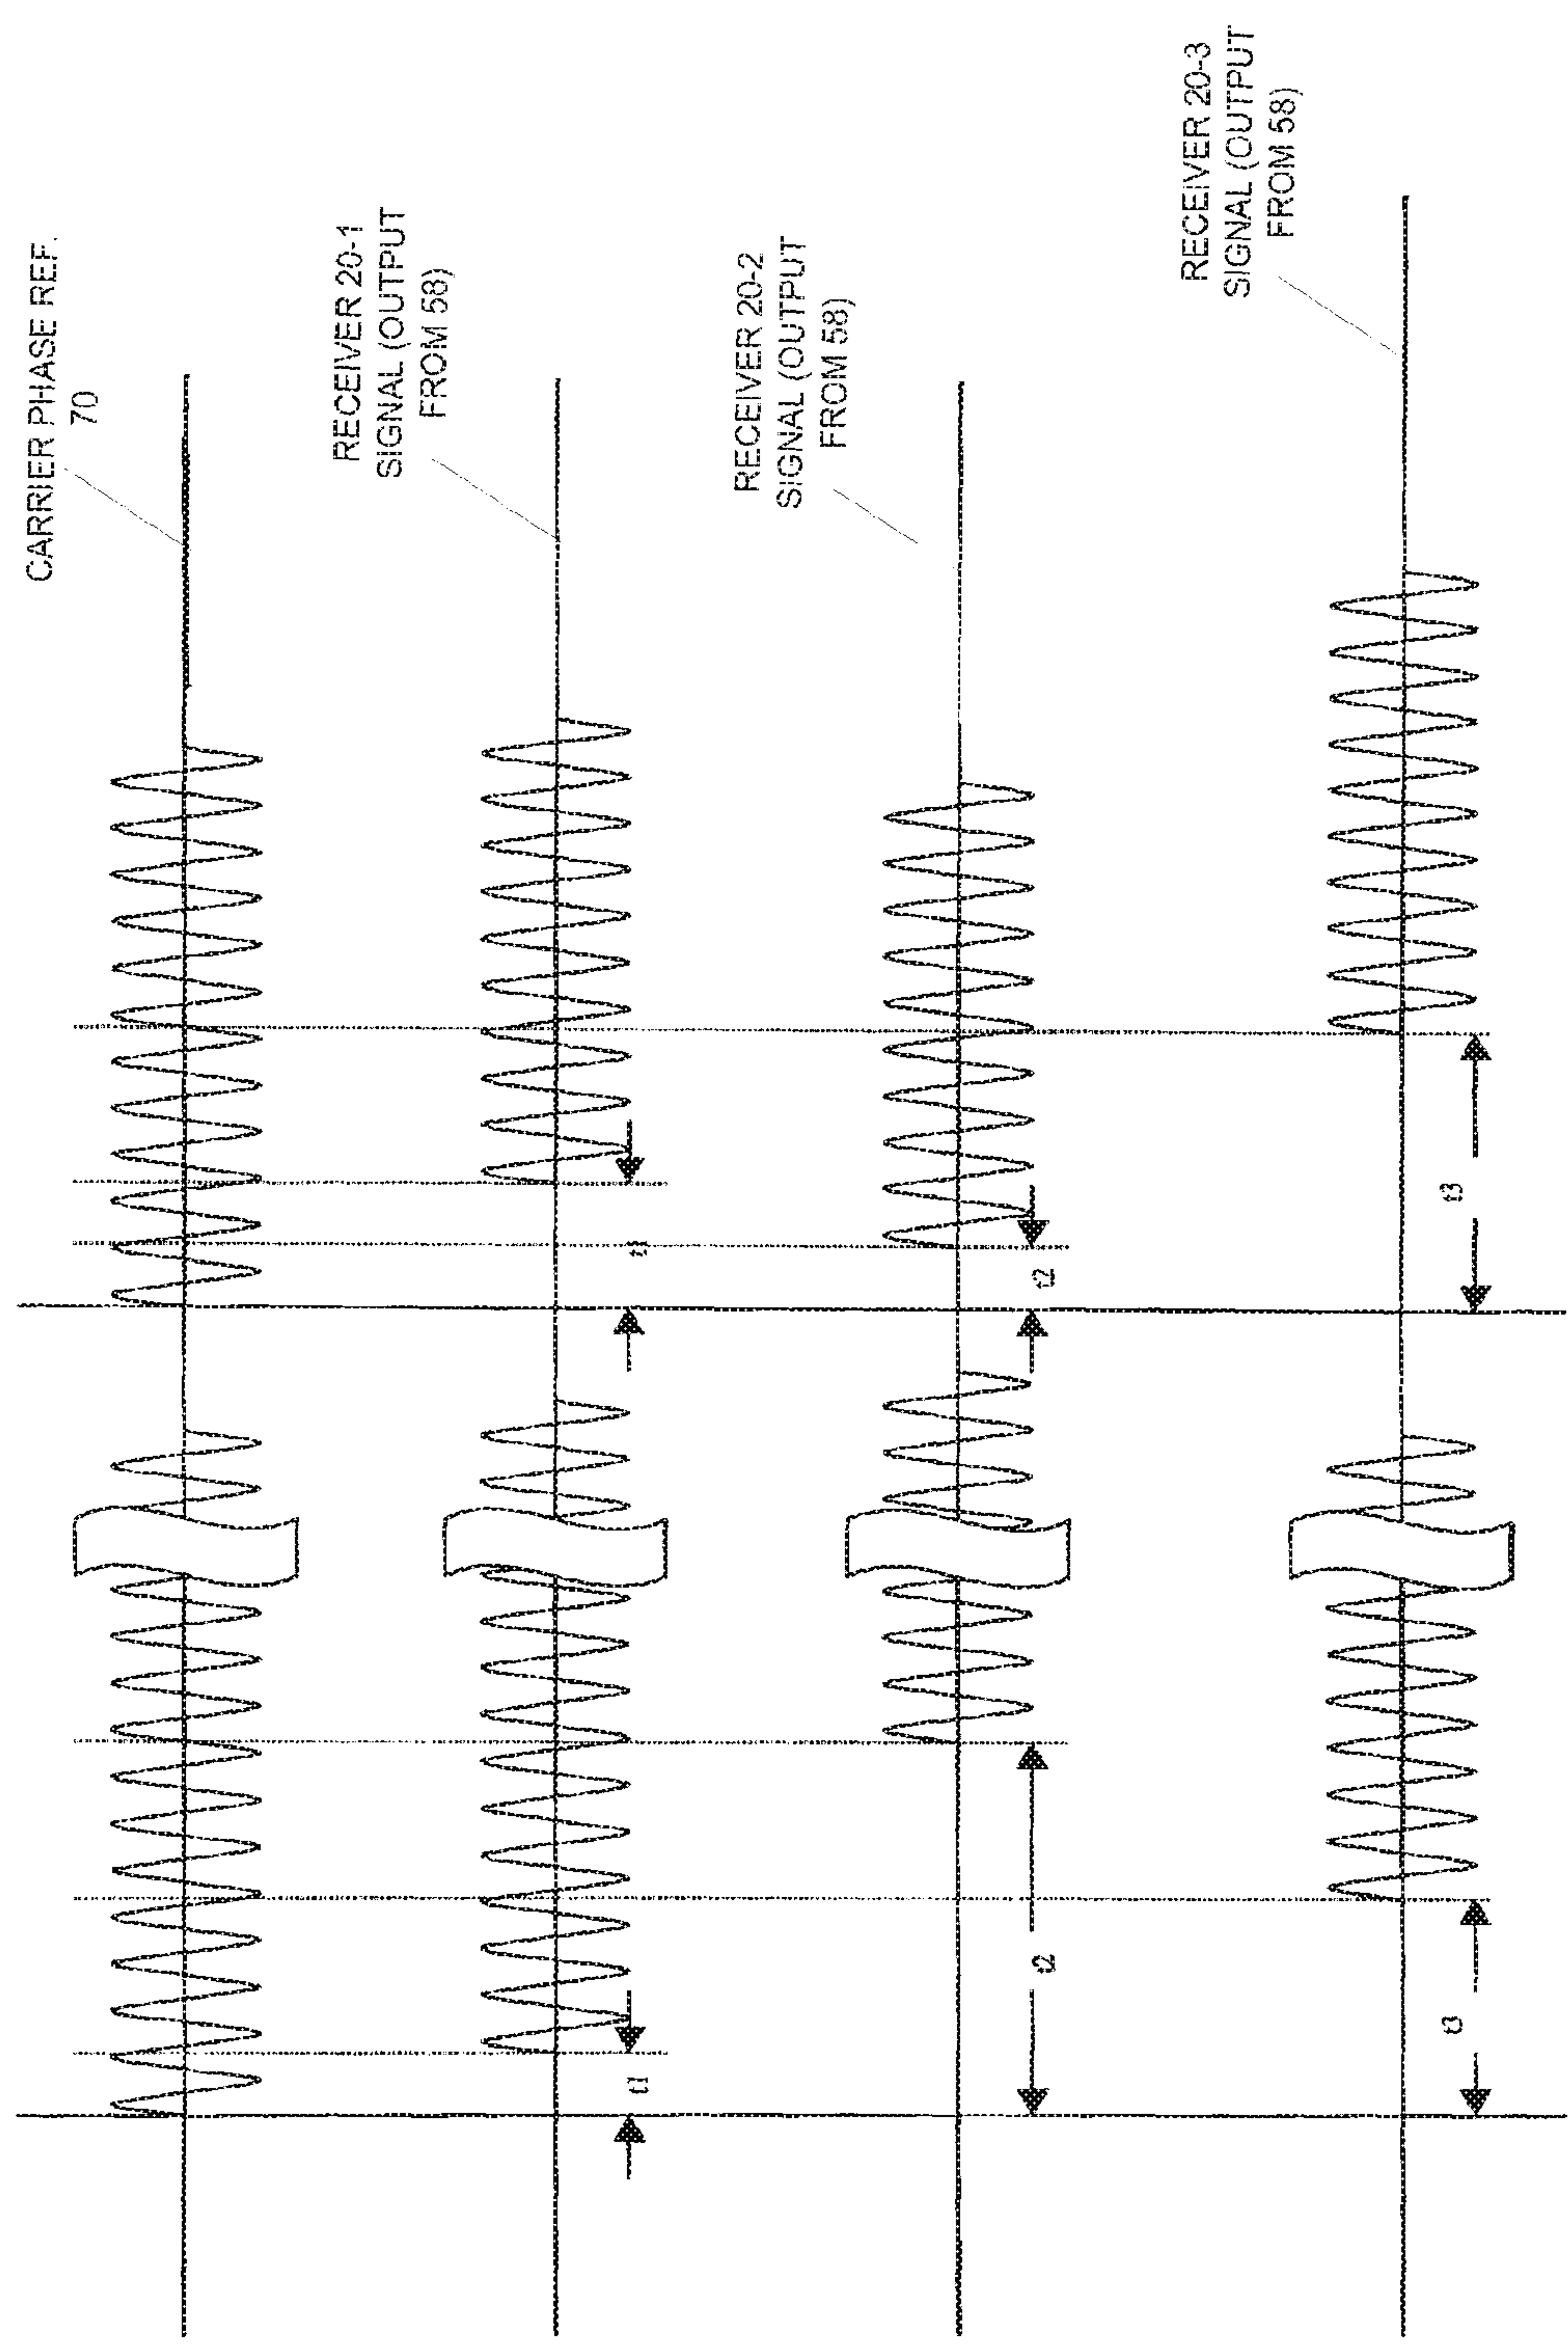 CARRIER PHASE REF.
70
RECEIVER 20-1
SIGNAL (OUTPUT
FROM 58)
RECEIVER 20-2
SIGNAL (OUTPUT
FROM 58)
RECEIVER 20-3
SIGNAL (OUTPUT
FROM 58)
t1
t2
t3
t2
t3